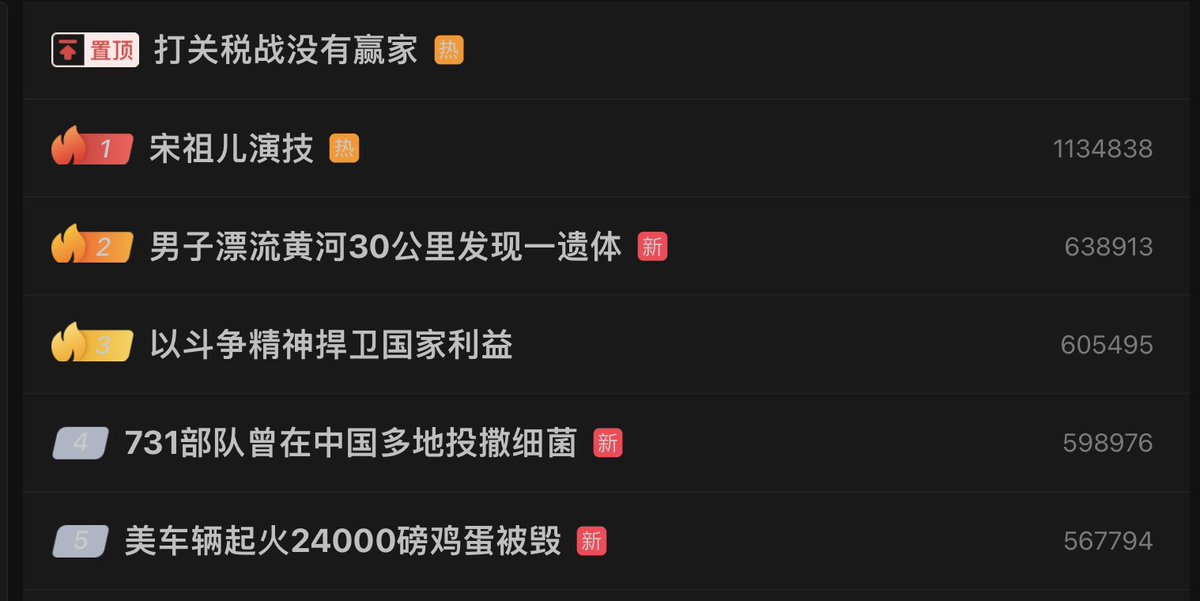 置顶 打关税战没有赢家 热
1 宋祖儿演技 热 1134838
2 男子漂流黄河30公里发现一遗体 新 638913
3 以斗争精神捍卫国家利益 605495
4 731部队曾在中国多地投撒细菌 新 598976
5 美车辆起火24000磅鸡蛋被毁 新 567794